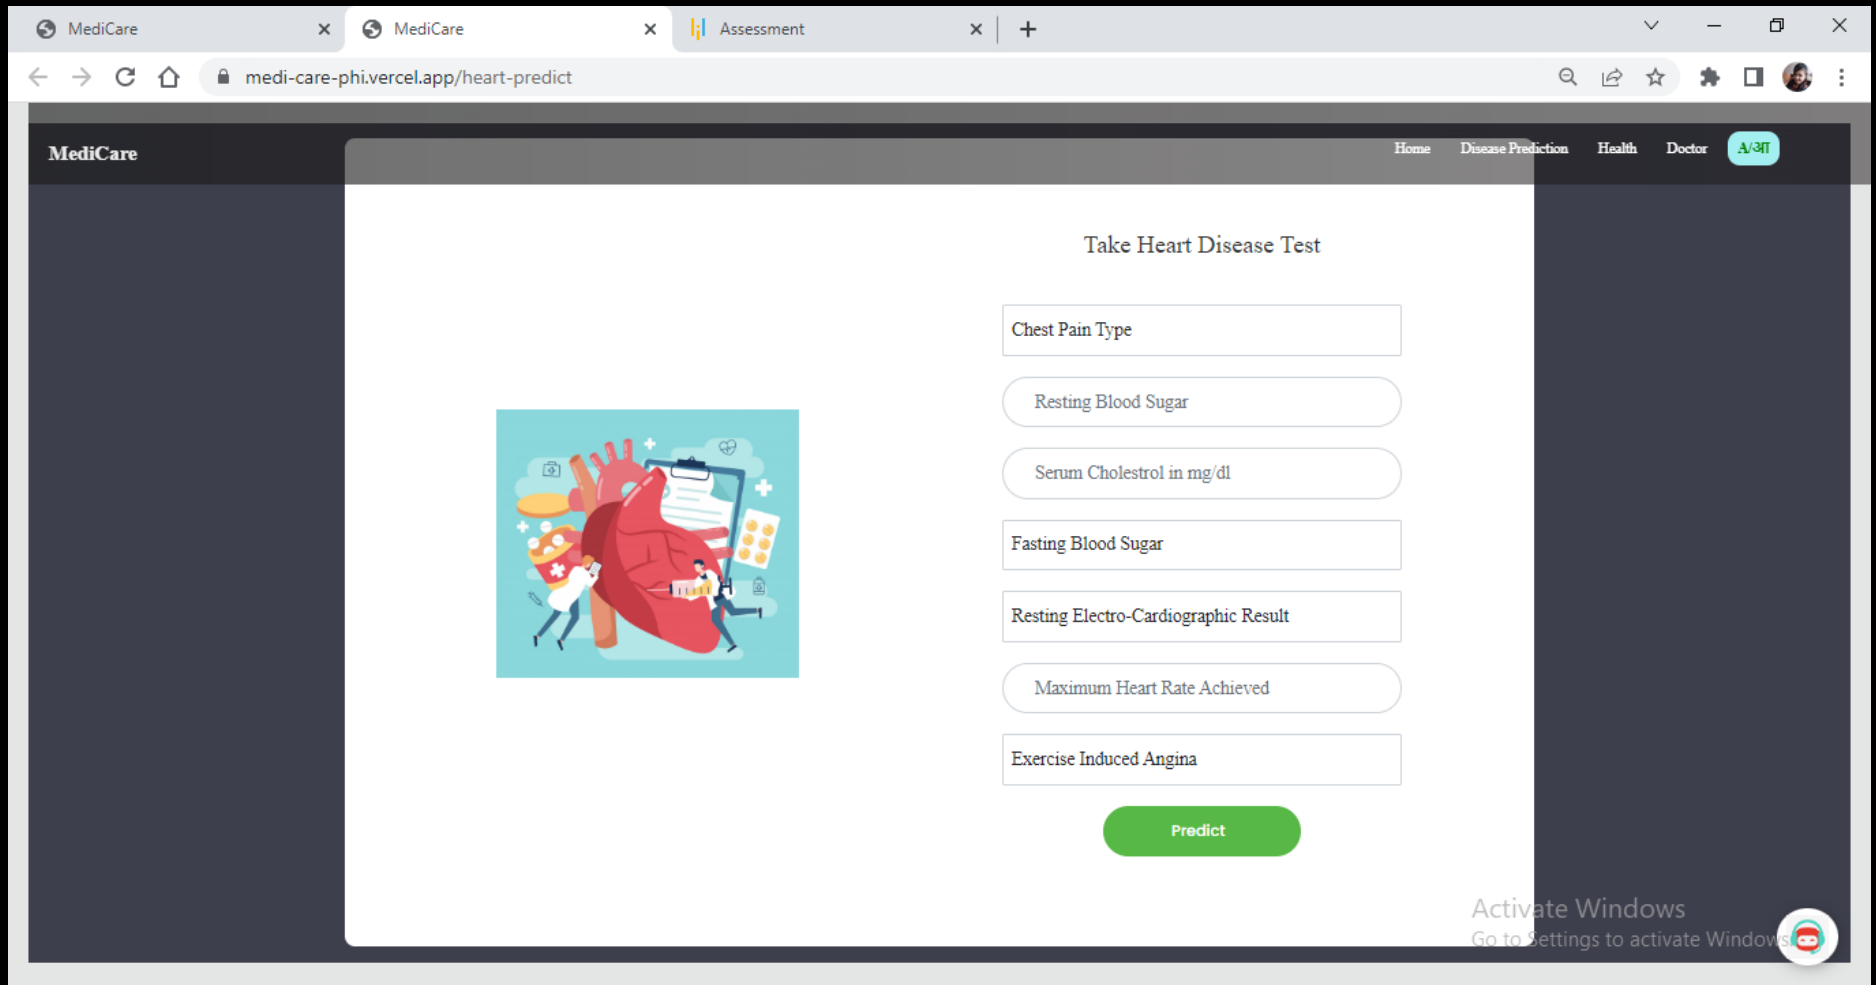 MediCare
MediCare
Assessment
medi-care-phi.vercel.app/heart-predict
MediCare
Home
Disease Prediction
Health
Doctor
A/आ
Take Heart Disease Test
Chest Pain Type
Resting Blood Sugar
Serum Cholestrol in mg/dl
Fasting Blood Sugar
Resting Electro-Cardiographic Result
Maximum Heart Rate Achieved
Exercise Induced Angina
Predict
Activate Windows
Go to Settings to activate Windows